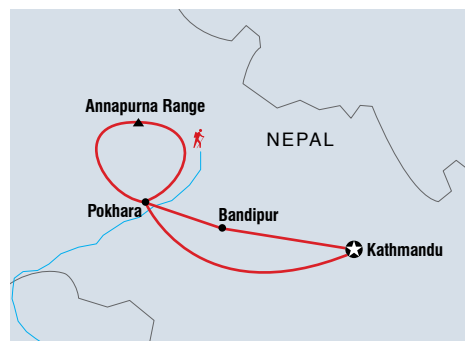 Annapurna Range
NEPAL
Pokhara
Bandipur
Kathmandu